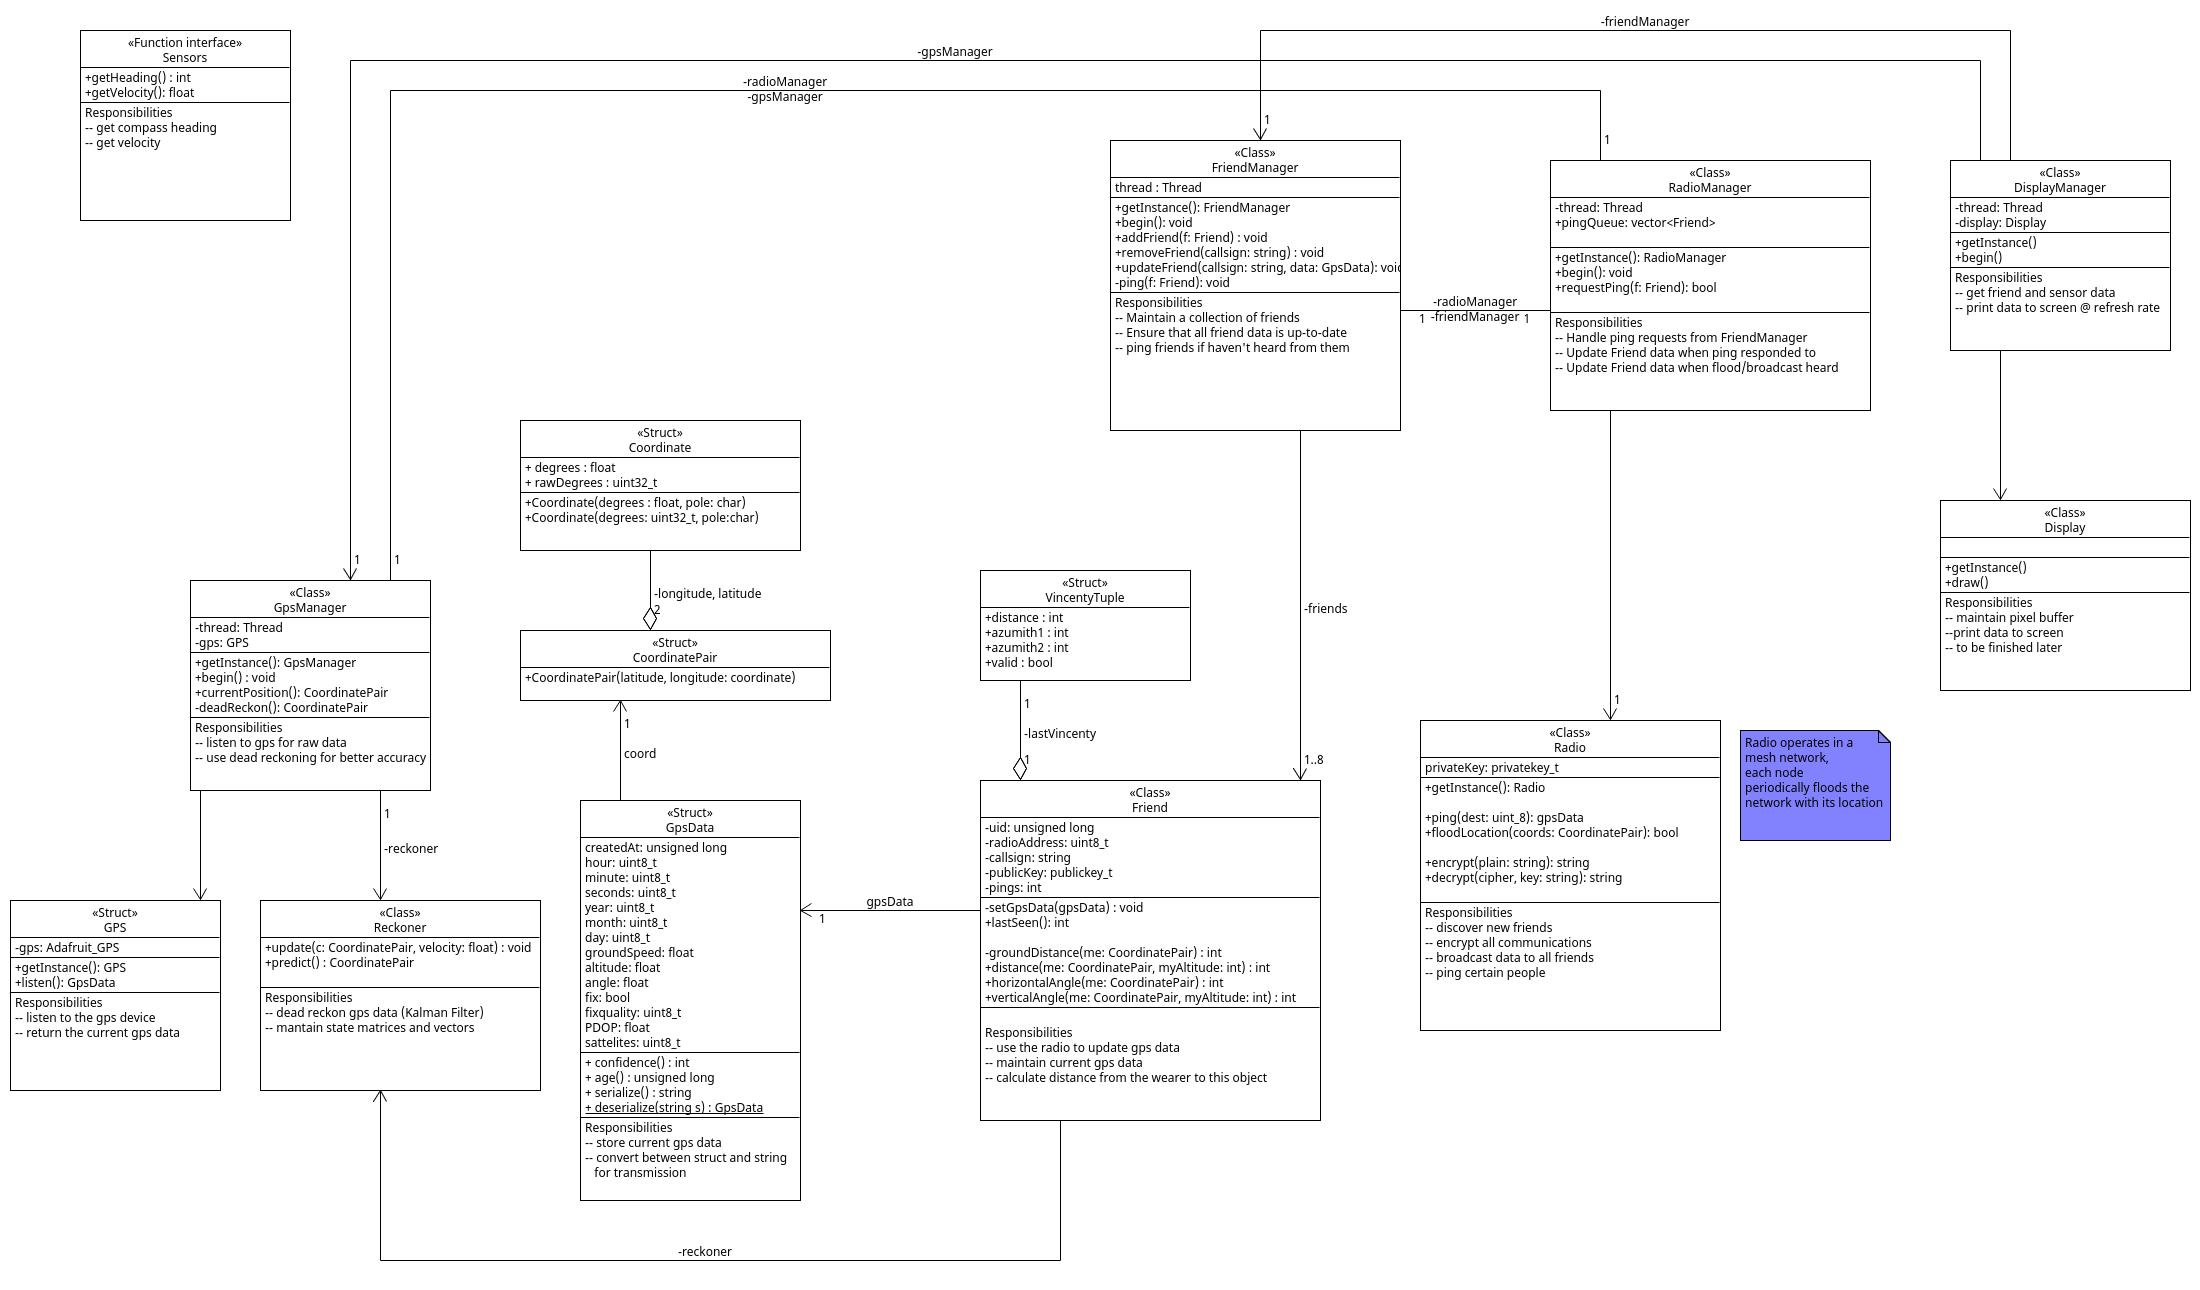 -friendManager
-gpsManager
-radioManager
-gpsManager
«Function interface»
Sensors
+getHeading() : int
+getVelocity(): float
Responsibilities
-- get compass heading
-- get velocity
1
1
«Class»
FriendManager
thread : Thread
+getInstance(): FriendManager
+begin(): void
+addFriend(f: Friend) : void
+removeFriend(callsign: string) : void
+updateFriend(callsign: string, data: GpsData): void
-ping(f: Friend): void
Responsibilities
-- Maintain a collection of friends
-- Ensure that all friend data is up-to-date
-- ping friends if haven't heard from them
-radioManager
1 -friendManager 1
«Class»
RadioManager
-thread: Thread
+pingQueue: vector<Friend>
+getInstance(): RadioManager
+begin(): void
+requestPing(f: Friend): bool
Responsibilities
-- Handle ping requests from FriendManager
-- Update Friend data when ping responded to
-- Update Friend data when flood/broadcast heard
«Class»
DisplayManager
-thread: Thread
-display: Display
+getInstance()
+begin()
Responsibilities
-- get friend and sensor data
-- print data to screen @ refresh rate
«Struct»
Coordinate
+ degrees : float
+ rawDegrees : uint32_t
+Coordinate(degrees : float, pole: char)
+Coordinate(degrees: uint32_t, pole:char)
-longitude, latitude
2
«Struct»
CoordinatePair
+CoordinatePair(latitude, longitude: coordinate)
1
coord
1
1
«Class»
GpsManager
-thread: Thread
-gps: GPS
+getInstance(): GpsManager
+begin() : void
+currentPosition(): CoordinatePair
-deadReckon(): CoordinatePair
Responsibilities
-- listen to gps for raw data
-- use dead reckoning for better accuracy
1
-reckoner
«Struct»
VincentyTuple
+distance : int
+azumith1 : int
+azumith2 : int
+valid : bool
1
-lastVincenty
1
-friends
1..8
«Class»
Display
+getInstance()
+draw()
Responsibilities
-- maintain pixel buffer
--print data to screen
-- to be finished later
1
«Class»
Radio
privateKey: privatekey_t
+getInstance(): Radio
+ping(dest: uint_8): gpsData
+floodLocation(coords: CoordinatePair): bool
+encrypt(plain: string): string
+decrypt(cipher, key: string): string
Responsibilities
-- discover new friends
-- encrypt all communications
-- broadcast data to all friends
-- ping certain people
Radio operates in a
mesh network,
each node
periodically floods the
network with its location
«Struct»
GPS
-gps: Adafruit_GPS
+getInstance(): GPS
+listen(): GpsData
Responsibilities
-- listen to the gps device
-- return the current gps data
«Class»
Reckoner
+update(c: CoordinatePair, velocity: float) : void
+predict() : CoordinatePair
Responsibilities
-- dead reckon gps data (Kalman Filter)
-- mantain state matrices and vectors
«Struct»
GpsData
createdAt: unsigned long
hour: uint8_t
minute: uint8_t
seconds: uint8_t
year: uint8_t
month: uint8_t
day: uint8_t
groundSpeed: float
altitude: float
angle: float
fix: bool
fixquality: uint8_t
PDOP: float
sattelites: uint8_t
+ confidence() : int
+ age() : unsigned long
+ serialize() : string
+ deserialize(string s) : GpsData
Responsibilities
-- store current gps data
-- convert between struct and string
for transmission
gpsData
1
«Class»
Friend
-uid: unsigned long
-radioAddress: uint8_t
-callsign: string
-publicKey: publickey_t
-pings: int
-setGpsData(gpsData) : void
+lastSeen(): int
-groundDistance(me: CoordinatePair) : int
+distance(me: CoordinatePair, myAltitude: int) : int
+horizontalAngle(me: CoordinatePair) : int
+verticalAngle(me: CoordinatePair, myAltitude: int) : int
Responsibilities
-- use the radio to update gps data
-- maintain current gps data
-- calculate distance from the wearer to this object
-reckoner